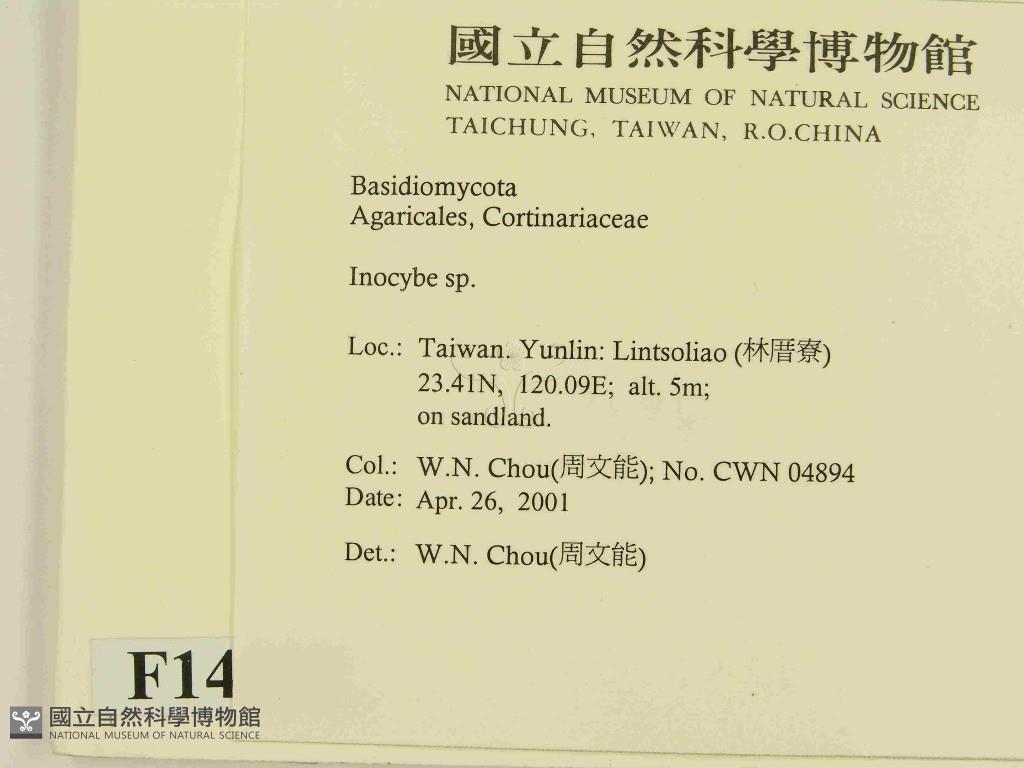 國立自然科學博物館
NATIONAL MUSEUM OF NATURAL SCIENCE
TAICHUNG, TAIWAN, R.O.CHINA
Basidiomycota
Agaricales, Cortinariaceae
Inocybe sp.
Loc.: Taiwan. Yunlin: Lintsoliao (林厝寮)
23.41N, 120.09E; alt. 5m;
on sandland.
Col.: W.N. Chou(周文能); No. CWN 04894
Date: Apr. 26, 2001
Det.: W.N. Chou(周文能)
F14
國立自然科學博物館
NATIONAL MUSEUM OF NATURAL SCIENCE